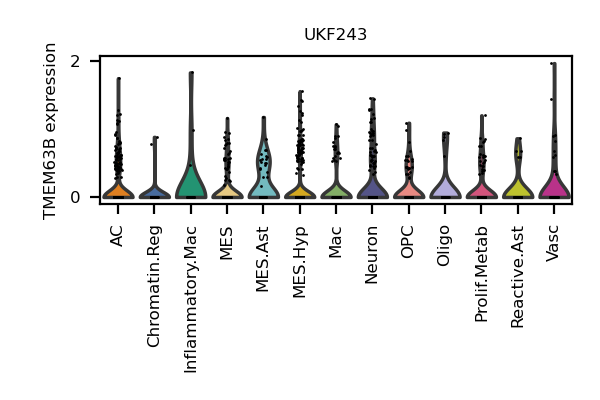 UKF243
TMEM63B expression
2
0
AC
Chromatin.Reg
Inflammatory.Mac
MES
MES.Ast
MES.Hyp
Mac
Neuron
OPC
Oligo
Prolif.Metab
Reactive.Ast
Vasc